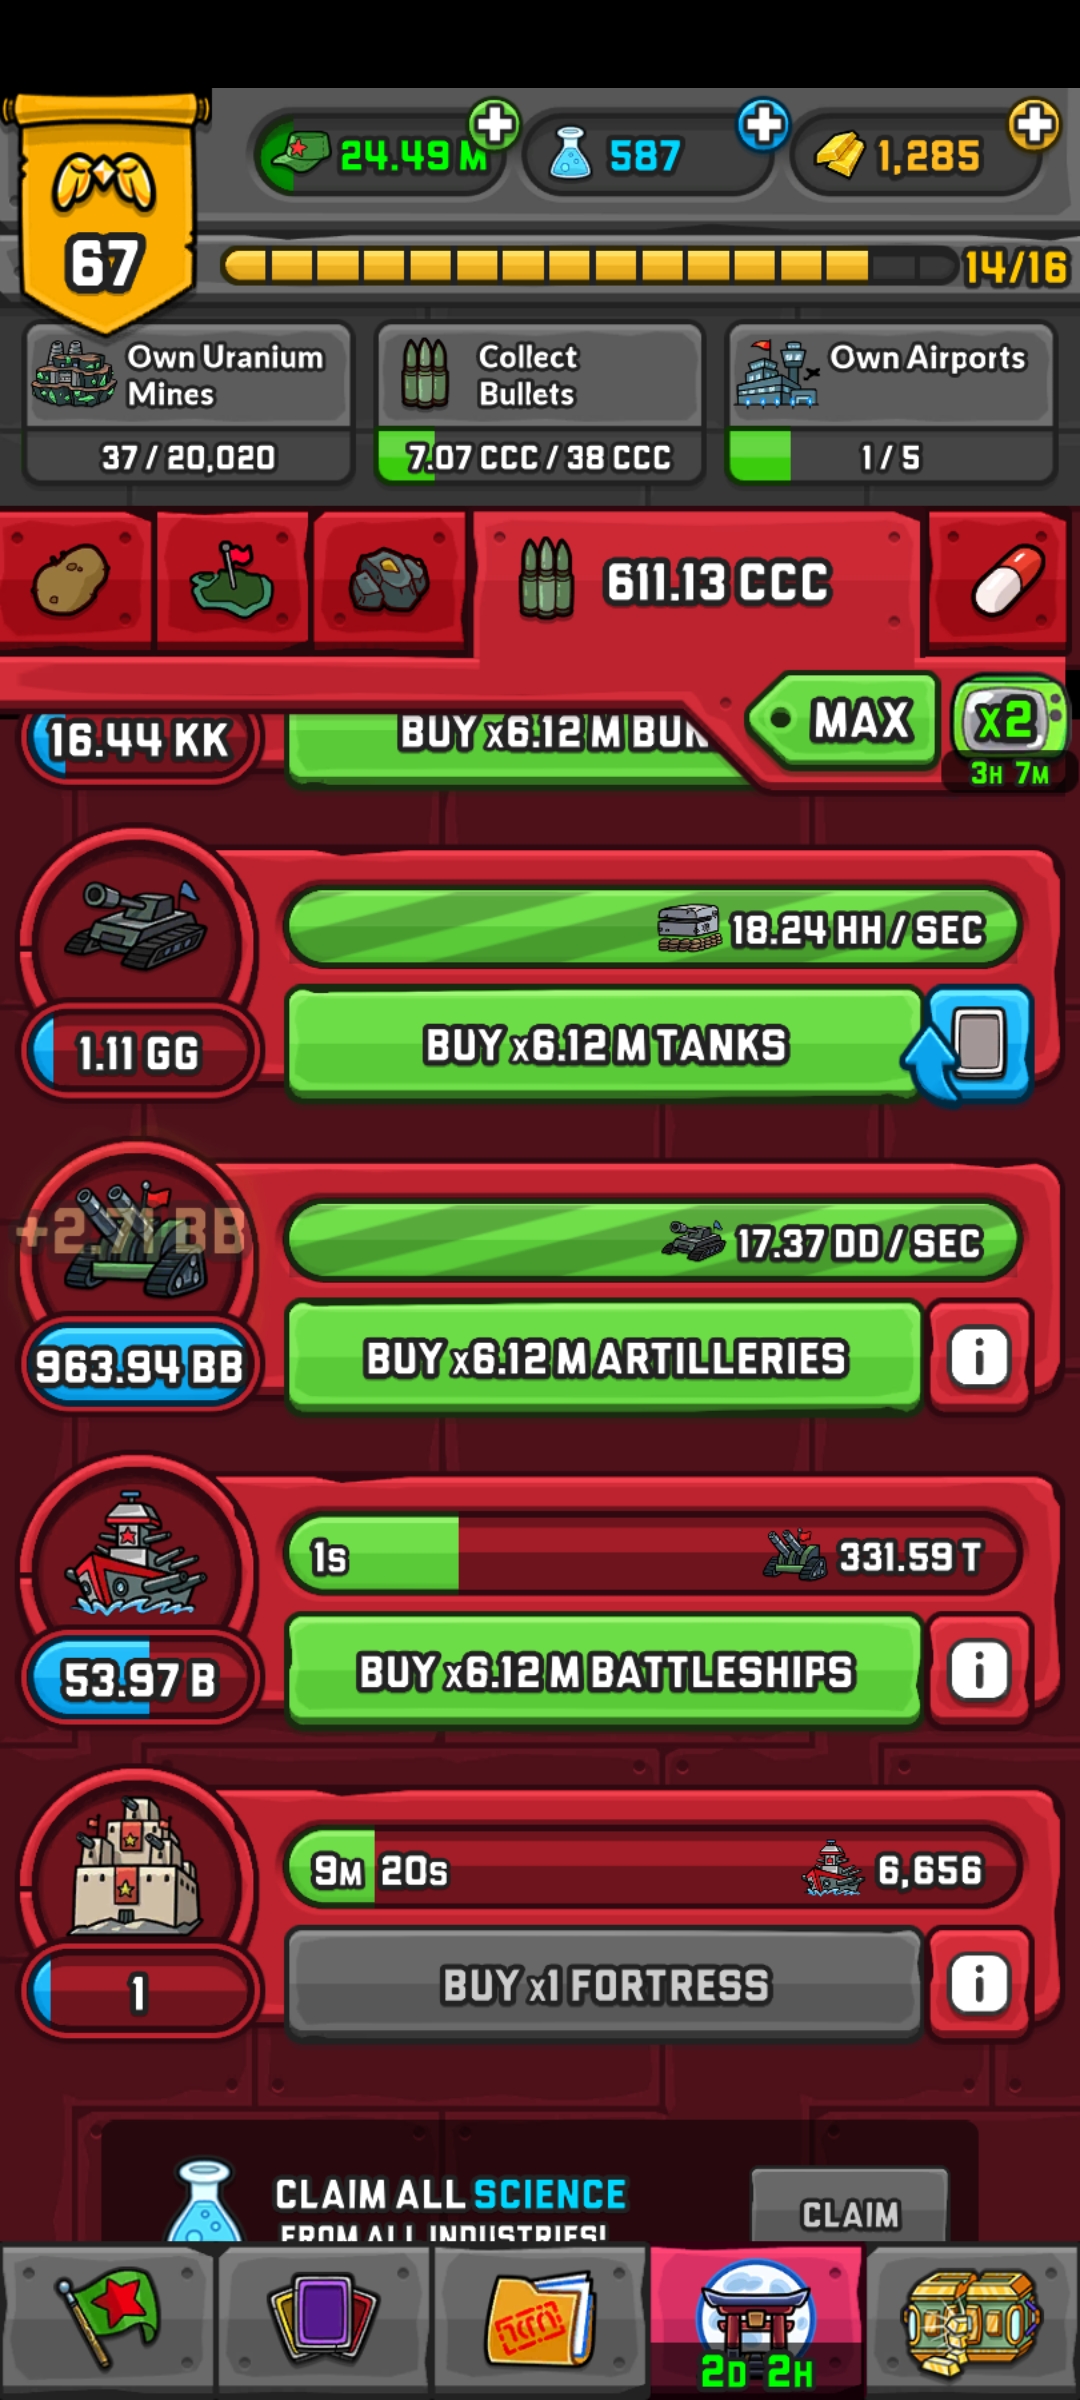 24.49 M
587
1,285
67
14/16
Own Uranium
Mines
37 / 20,020
Collect
Bullets
7.07 CCC / 38 CCC
Own Airports
1 / 5
611.13 CCC
MAX
x2
3H 7M
16.44 KK
BUY x6.12 M
18.24 HH / SEC
1.11 GG
BUY x6.12 M TANKS
+2.71 BB
17.37 DD / SEC
963.94 BB
BUY x6.12 M ARTILLERIES
1S
331.59 T
53.97 B
BUY x6.12 M BATTLESHIPS
9M 20S
6,656
1
BUY x1 FORTRESS
CLAIM ALL SCIENCE
FROM ALL INDUSTRIES!
CLAIM
2D 2H